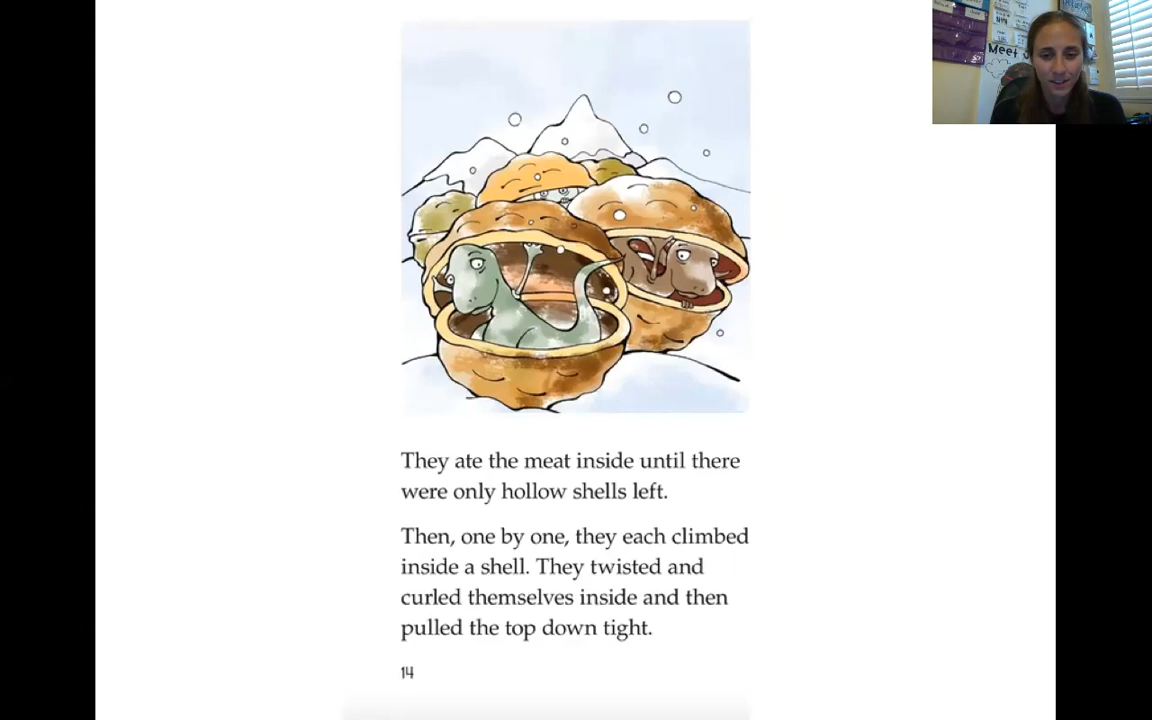 Meet
They ate the meat inside until there
were only hollow shells left.
Then, one by one, they each climbed
inside a shell. They twisted and
curled themselves inside and then
pulled the top down tight.
14